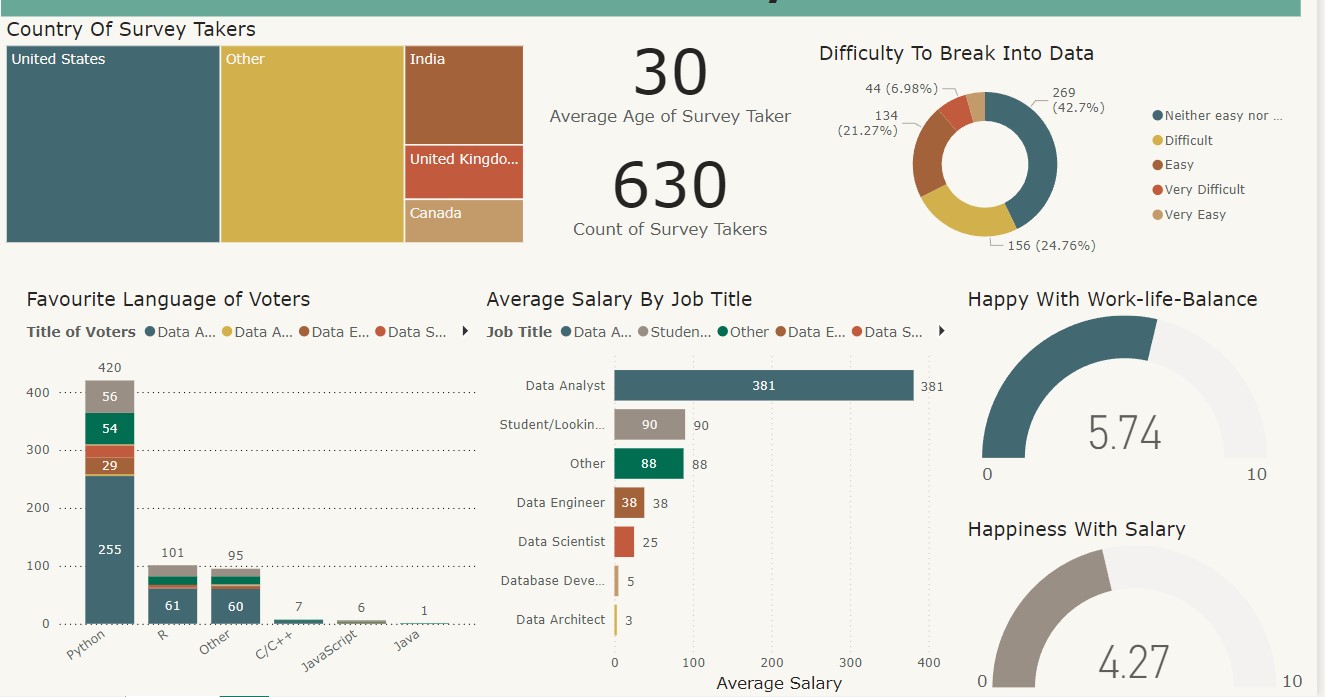 Country Of Survey Takers
United States
Other
India
United Kingdo...
Canada
30
Average Age of Survey Taker
630
Count of Survey Takers
Difficulty To Break Into Data
44 (6.98%)
134
(21.27%)
269
(42.7%)
156 (24.76%)
Neither easy nor ...
Difficult
Easy
Very Difficult
Very Easy
Favourite Language of Voters
Title of Voters Data A... Data A... Data E... Data S...
420
400
300
200
100
0
56
54
29
255
101
61
95
60
7
6
1
Python
R
Other
C/C++
JavaScript
Java
Average Salary By Job Title
Job Title Data A... Studen... Other Data E... Data S...
Data Analyst 381 381
Student/Lookin... 90 90
Other 88 88
Data Engineer 38 38
Data Scientist 25
Database Deve... 5
Data Architect 3
0 100 200 300 400
Average Salary
Happy With Work-life-Balance
5.74
0 10
Happiness With Salary
4.27
0 10